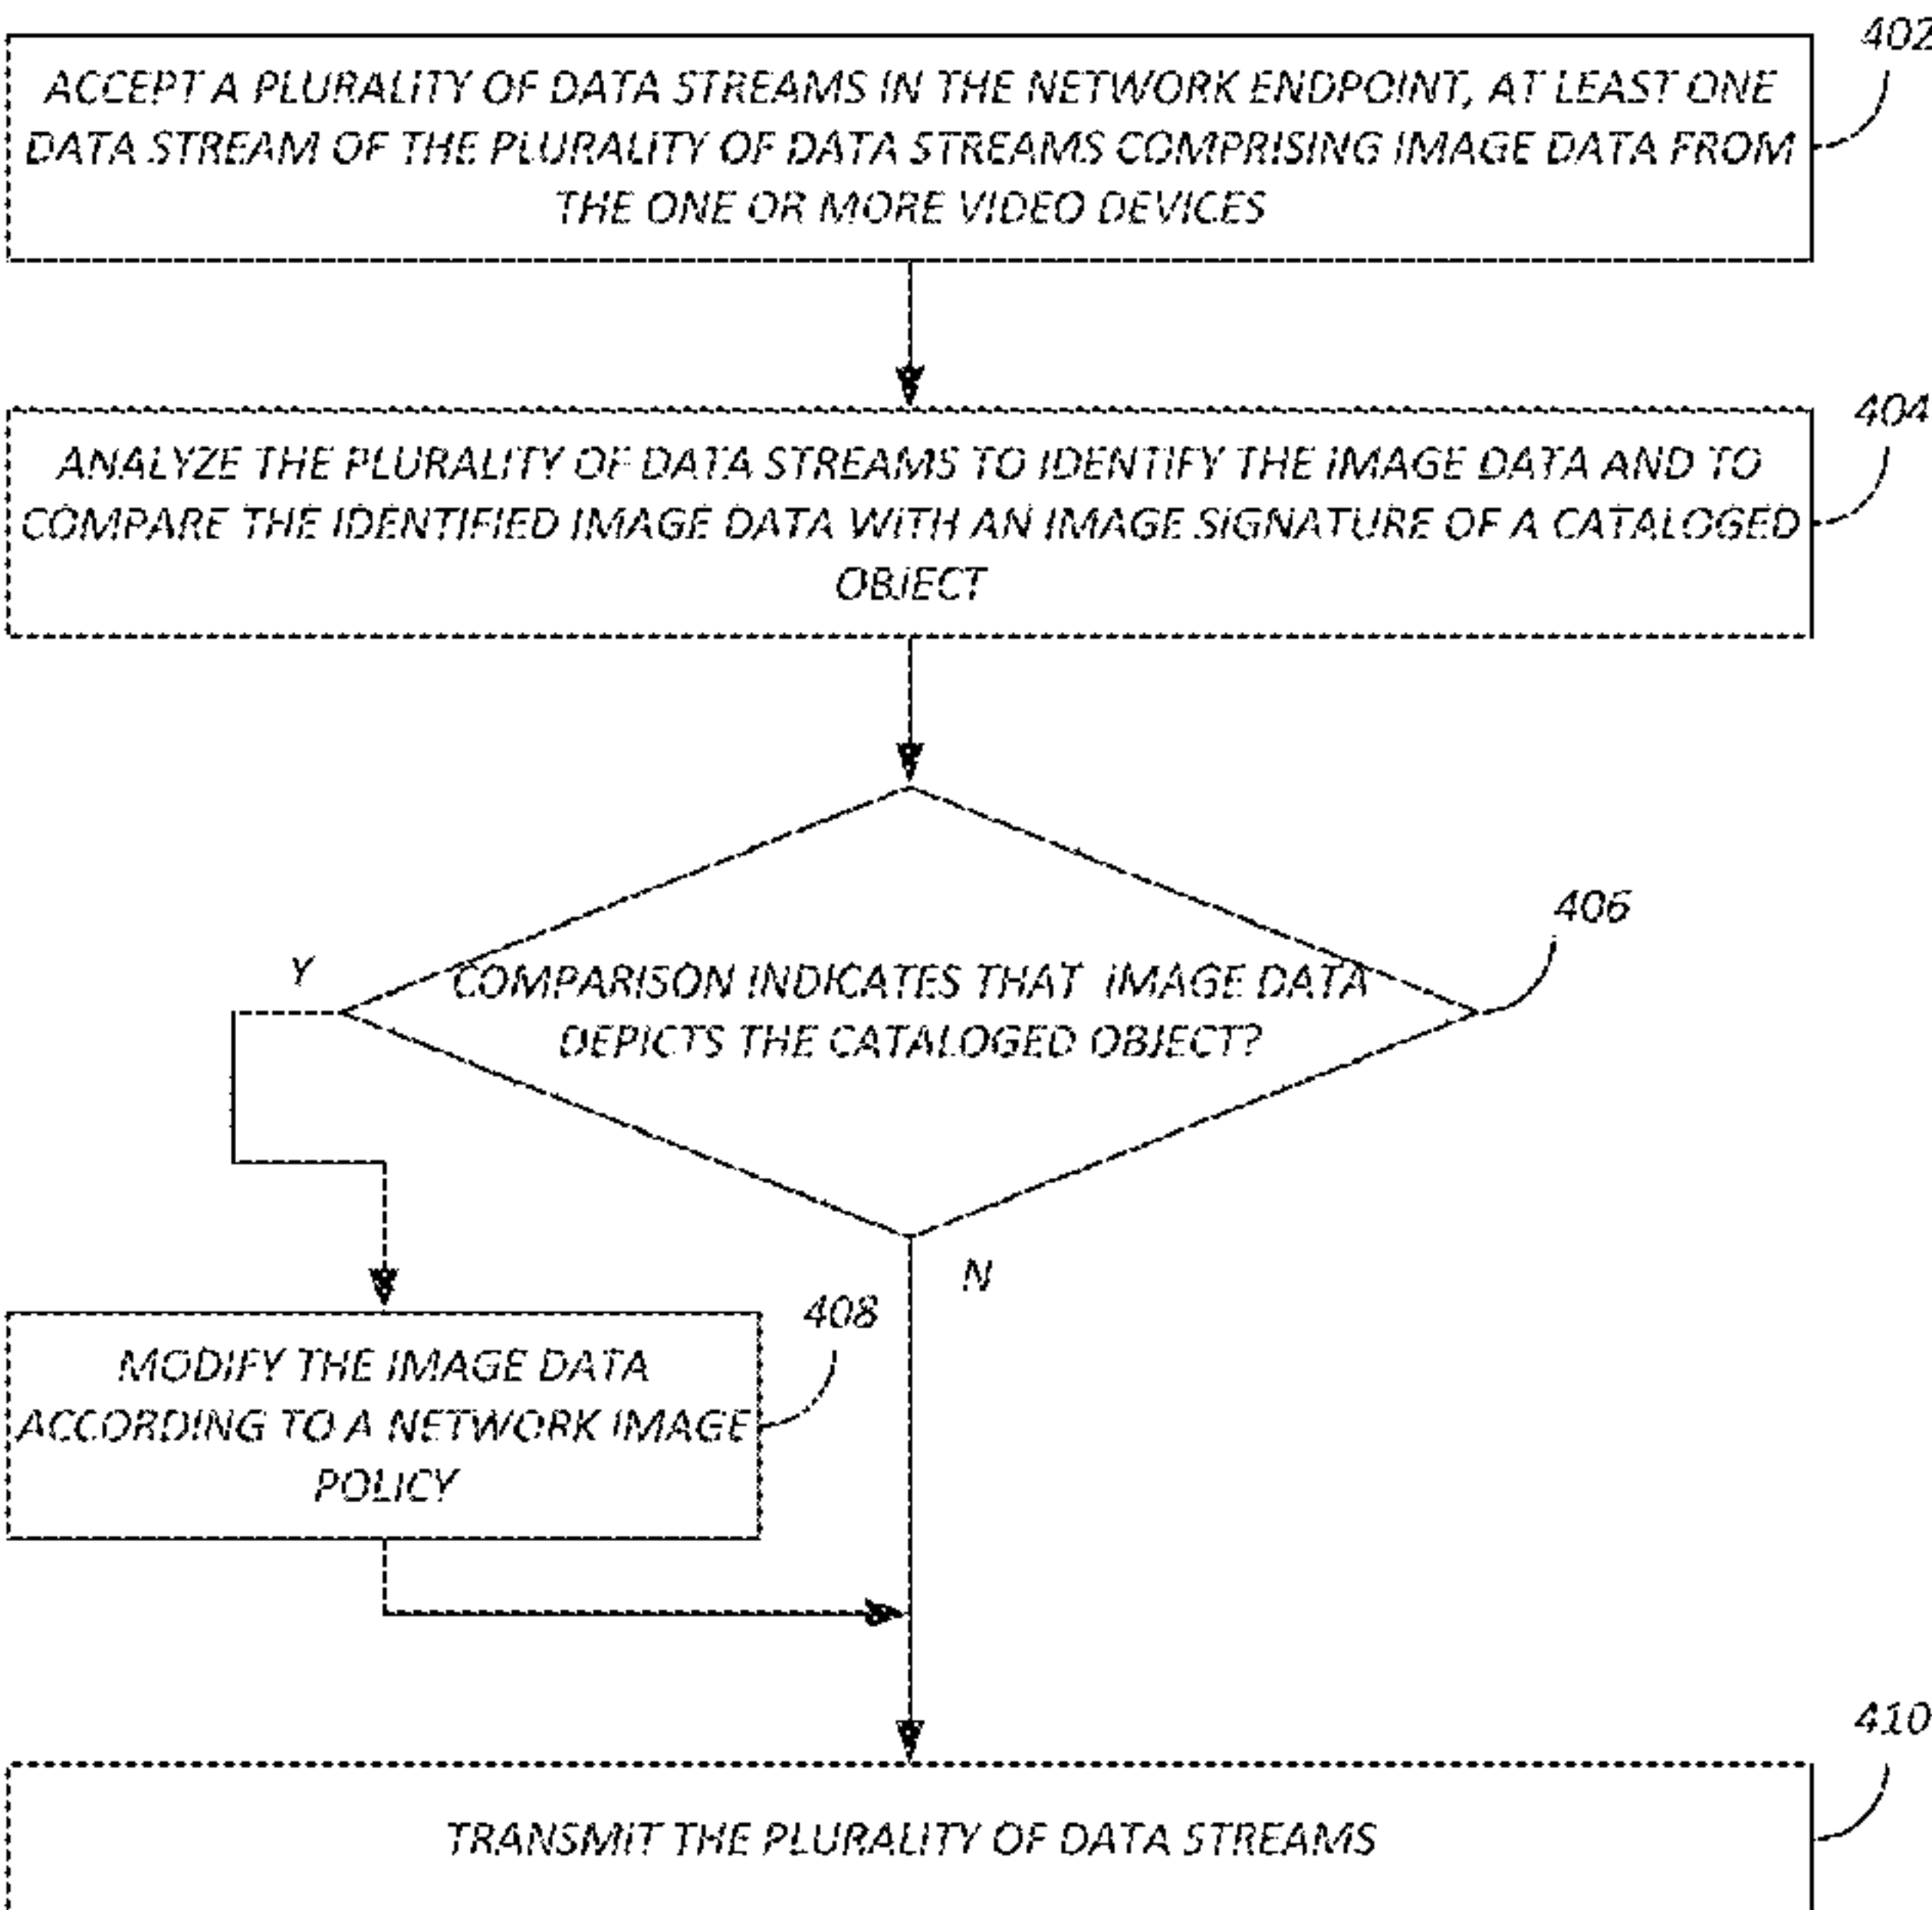 402
ACCEPT A PLURALITY OF DATA STREAMS IN THE NETWORK ENDPOINT, AT LEAST ONE
DATA STREAM OF THE PLURALITY OF DATA STREAMS COMPRISING IMAGE DATA FROM
THE ONE OR MORE VIDEO DEVICES
404
ANALYZE THE PLURALITY OF DATA STREAMS TO IDENTIFY THE IMAGE DATA AND TO
COMPARE THE IDENTIFIED IMAGE DATA WITH AN IMAGE SIGNATURE OF A CATALOGED
OBJECT
406
Y
COMPARISON INDICATES THAT IMAGE DATA
DEPICTS THE CATALOGED OBJECT?
N
408
MODIFY THE IMAGE DATA
ACCORDING TO A NETWORK IMAGE
POLICY
410
TRANSMIT THE PLURALITY OF DATA STREAMS